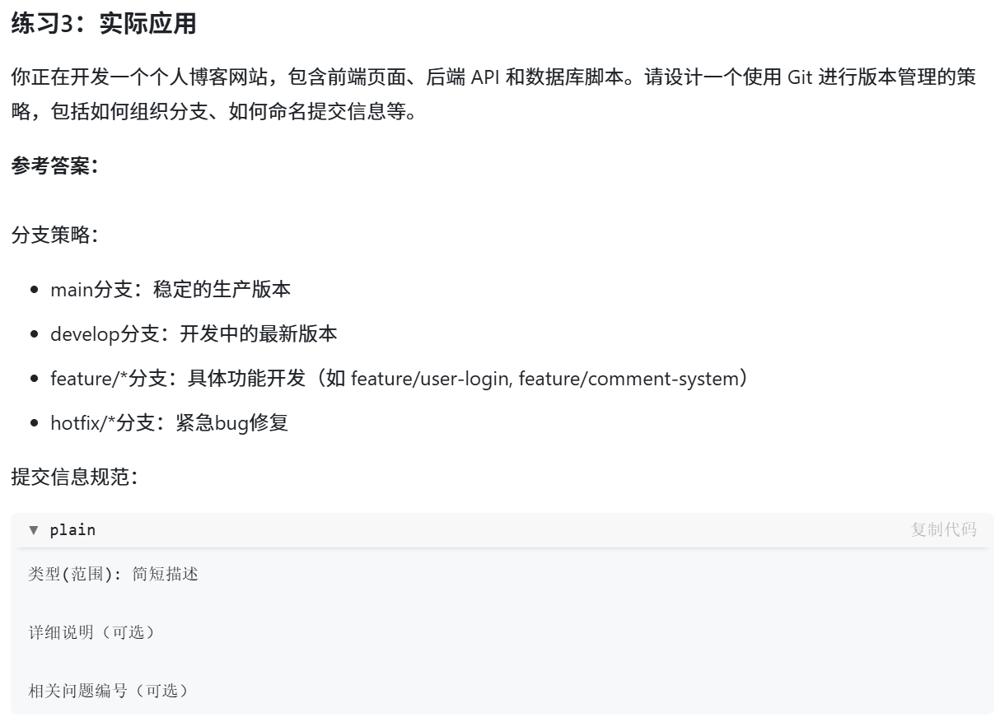 练习3：实际应用
你正在开发一个个人博客网站，包含前端页面、后端 API 和数据库脚本。请设计一个使用 Git 进行版本管理的策
略，包括如何组织分支、如何命名提交信息等。
参考答案：
分支策略：
main分支：稳定的生产版本
develop分支：开发中的最新版本
feature/*分支：具体功能开发（如 feature/user-login, feature/comment-system）
hotfix/*分支：紧急bug修复
提交信息规范：
▼ plain 复制代码
类型(范围): 简短描述
详细说明（可选）
相关问题编号（可选）